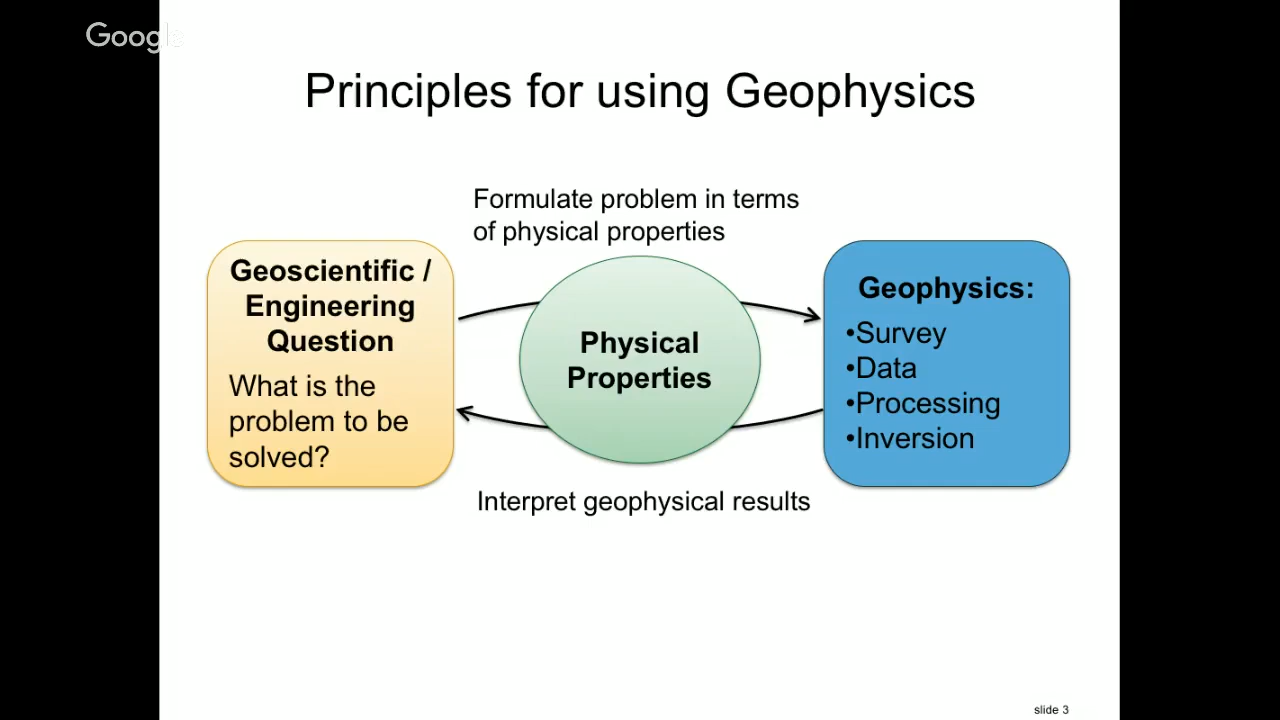 Google
Principles for using Geophysics
Formulate problem in terms
of physical properties
Geoscientific /
Engineering
Question
What is the
problem to be
solved?
Physical
Properties
Geophysics:
•Survey
•Data
•Processing
•Inversion
Interpret geophysical results
slide 3